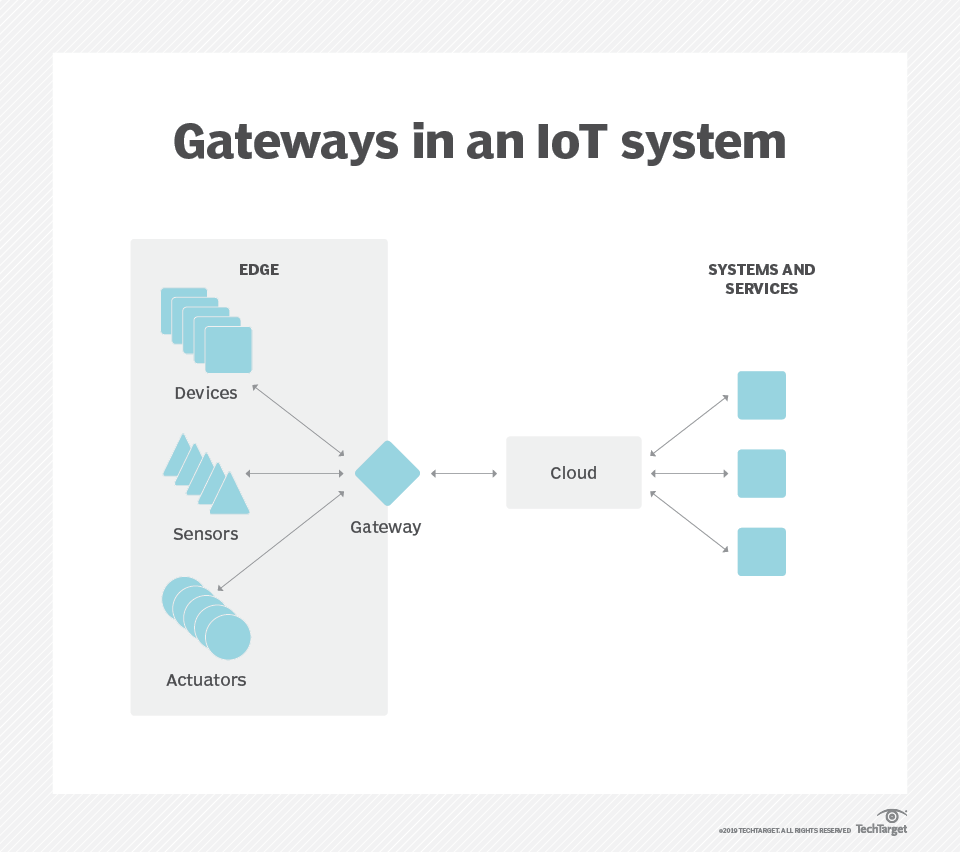 Gateways in an IoT system
EDGE
Devices
Sensors
Actuators
Gateway
Cloud
SYSTEMS AND
SERVICES
©2019 TECHTARGET. ALL RIGHTS RESERVED
TechTarget